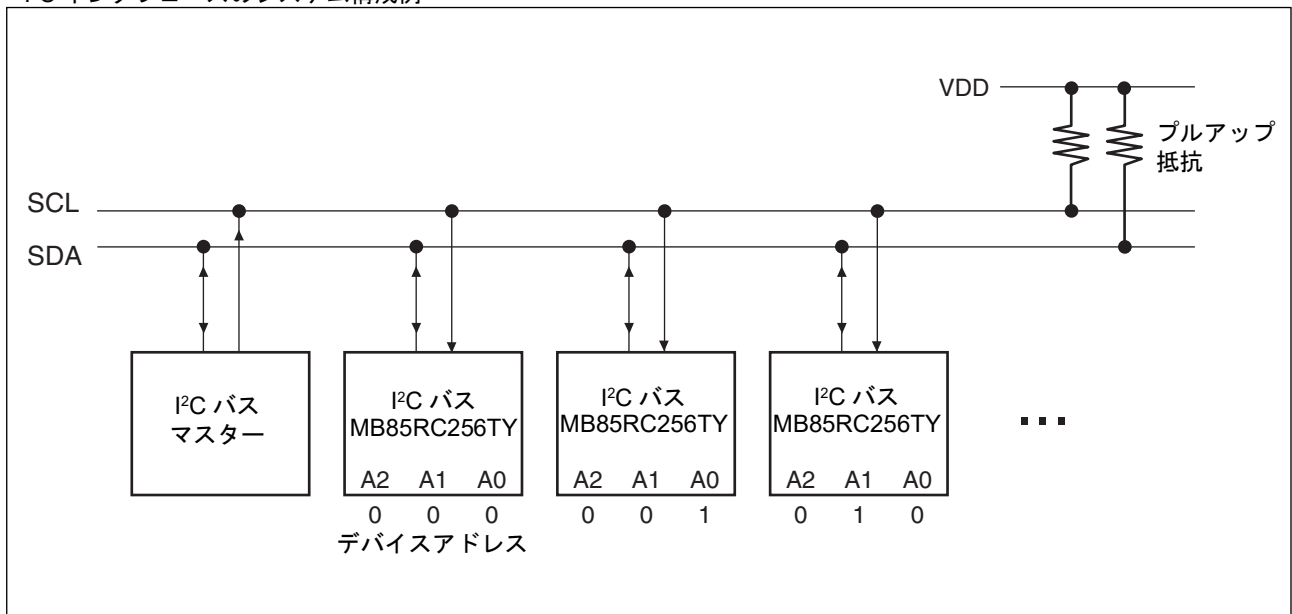 VDD
プルアップ
抵抗
SCL
SDA
I²C バス
マスター
I²C バス
MB85RC256TY
A2 A1 A0
0 0 0
デバイスアドレス
I²C バス
MB85RC256TY
A2 A1 A0
0 0 1
I²C バス
MB85RC256TY
A2 A1 A0
0 1 0
...